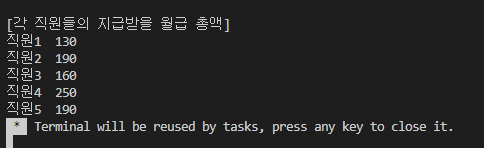 [각 직원들의 지급받을 월급 총액]
직원1 130
직원2 190
직원3 160
직원4 250
직원5 190
* Terminal will be reused by tasks, press any key to close it.